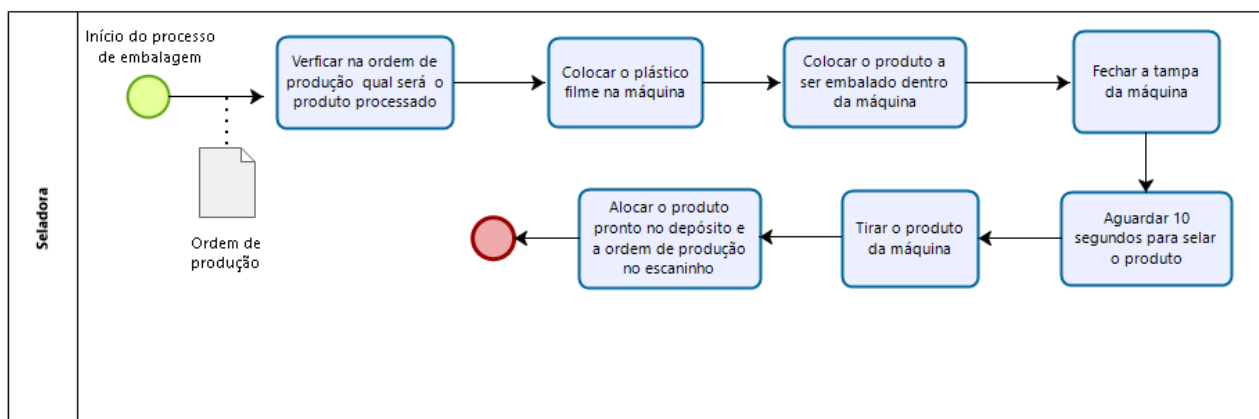 Início do processo
de embalagem
Verficar na ordem de
produção qual será o
produto processado
Colocar o plástico
filme na máquina
Colocar o produto a
ser embalado dentro
da máquina
Fechar a tampa
da máquina
Seladora
Ordem de
produção
Alocar o produto
pronto no depósito e
a ordem de produção
no escaninho
Tirar o produto
da máquina
Aguardar 10
segundos para selar
o produto